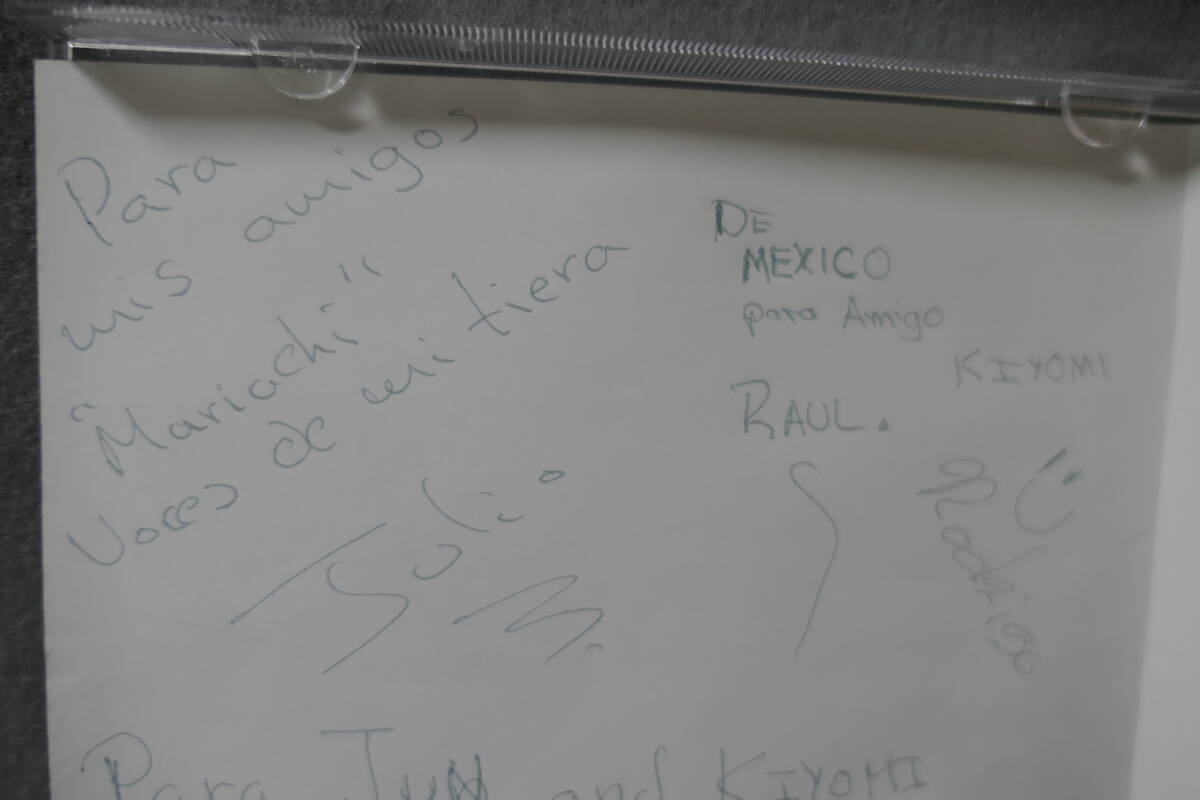 Para
mis amigos
"Mariachi"
Voces de mi tiera
Julio
M.
DE
MEXICO
para Amigo
KIYOMI
RAUL.
Rodrigo
Para JUN and KIYOMI